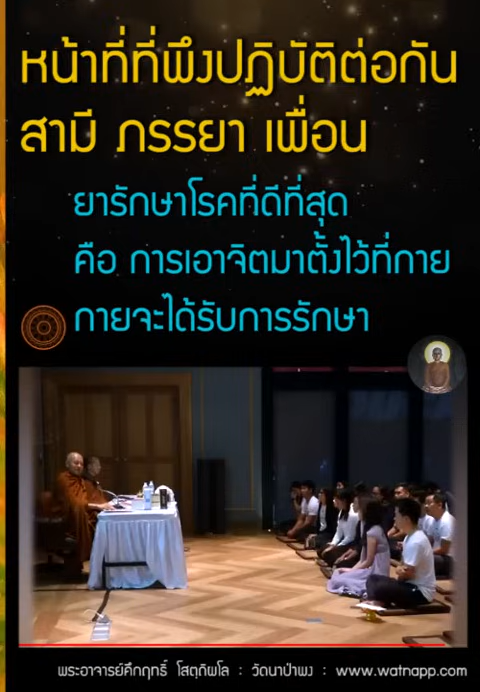 หน้าที่ที่พึงปฏิบัติต่อกัน
สามี ภรรยา เพื่อน
ยารักษาโรคที่ดีที่สุด
คือ การเอาจิตมาตั้งไว้ที่กาย
กายจะได้รับการรักษา
พระอาจารย์คึกฤทธิ์ โสตฺถิผโล : วัดนาป่าพง : www.watnapp.com